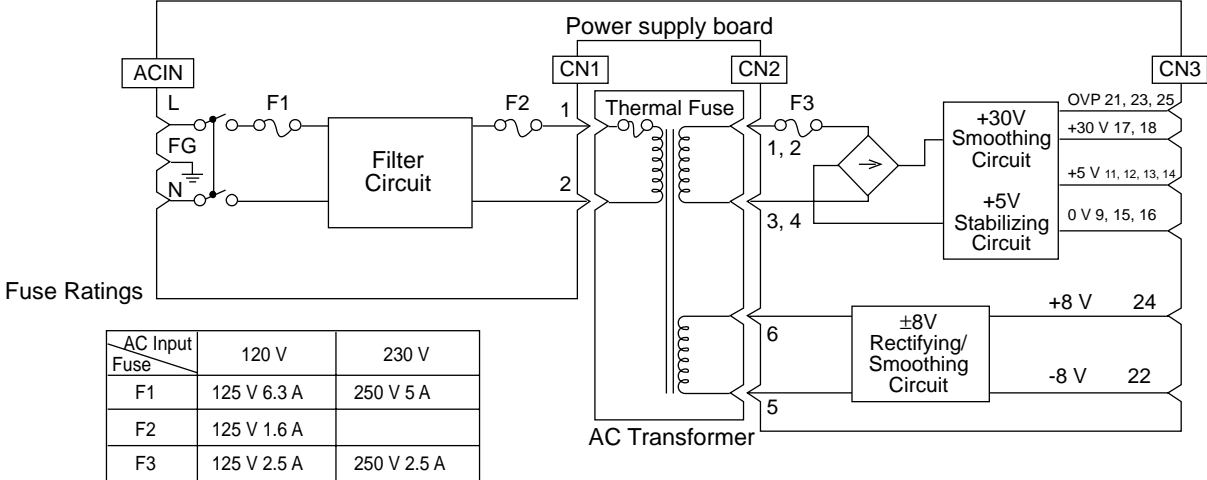 Power supply board
ACIN
CN1
CN2
CN3
L
F1
F2
1
Thermal Fuse
F3
1, 2
FG
N
Filter
Circuit
2
3, 4
+30V
Smoothing
Circuit
+5V
Stabilizing
Circuit
OVP 21, 23, 25
+30 V 17, 18
+5 V 11, 12, 13, 14
0 V 9, 15, 16
6
5
±8V
Rectifying/
Smoothing
Circuit
+8 V 24
-8 V 22
AC Transformer
Fuse Ratings
AC Input
Fuse
120 V
230 V
F1 125 V 6.3 A 250 V 5 A
F2 125 V 1.6 A
F3 125 V 2.5 A 250 V 2.5 A